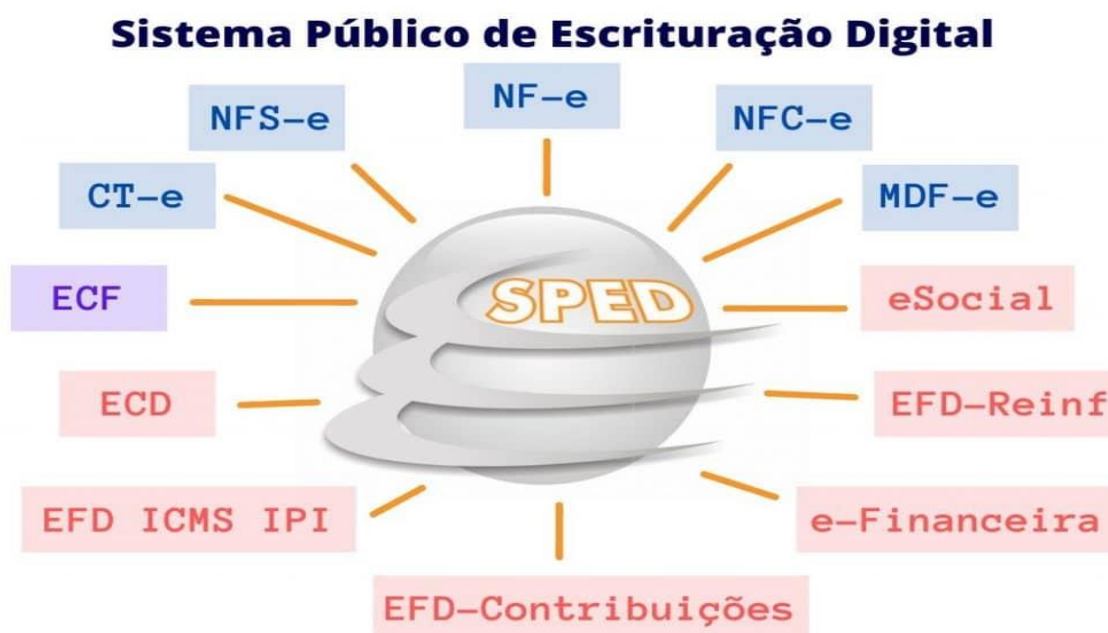 Sistema Público de Escrituração Digital
NF-e
NFS-e
NFC-e
CT-e
MDF-e
SPED
ECF
eSocial
ECD
EFD-Reinf
EFD ICMS IPI
e-Financeira
EFD-Contribuições